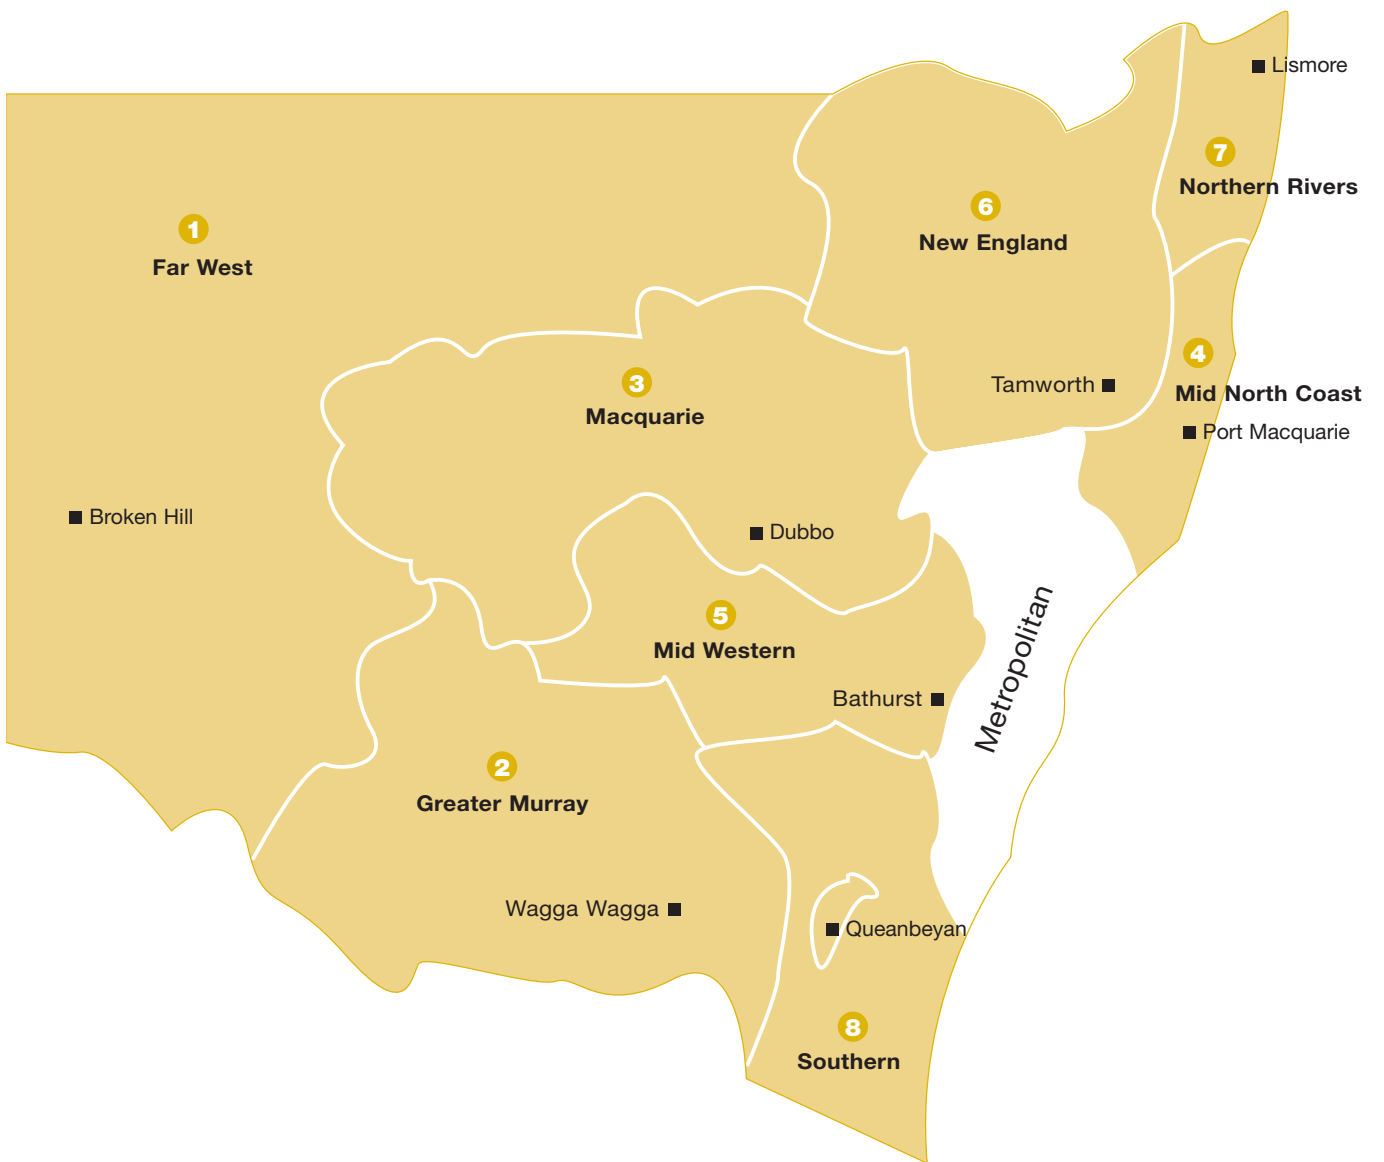 Lismore
7
Northern Rivers
6
New England
1
Far West
4
Mid North Coast
3
Macquarie
Tamworth
Port Macquarie
Broken Hill
Dubbo
5
Mid Western
Metropolitan
Bathurst
2
Greater Murray
Wagga Wagga
Queanbeyan
8
Southern